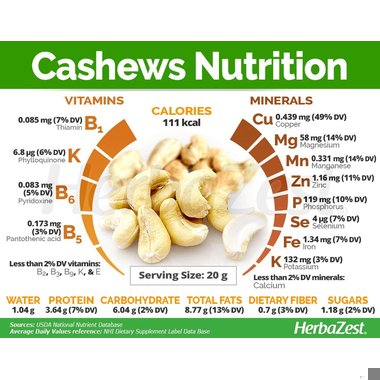 Cashews Nutrition
VITAMINS
CALORIES
111 kcal
MINERALS
0.085 mg (7% DV)
Thiamin
B1
6.8 µg (6% DV)
Phylloquinone
K
0.083 mg
(5% DV)
Pyridoxine
B6
0.173 mg
(3% DV)
Pantothenic acid
B5
Less than 2% DV vitamins:
B2, B3, B9, K, & E
Cu 0.439 mg (49% DV)
Copper
Mg 58 mg (14% DV)
Magnesium
Mn 0.331 mg (14% DV)
Manganese
Zn 1.16 mg (11% DV)
Zinc
P 119 mg (10% DV)
Phosphorus
Se 4 µg (7% DV)
Selenium
Fe 1.34 mg (7% DV)
Iron
K 132 mg (3% DV)
Potassium
Less than 2% DV minerals:
Calcium
HerbaZest
Serving Size: 20 g
WATER
1.04 g
PROTEIN
3.64 g (7% DV)
CARBOHYDRATE
6.04 g (2% DV)
TOTAL FATS
8.77 g (13% DV)
DIETARY FIBER
0.7 g (3% DV)
SUGARS
1.18 g (2% DV)
Sources: USDA National Nutrient Database
Average Daily Values reference: NHI Dietary Supplement Label Data Base
HerbaZest.